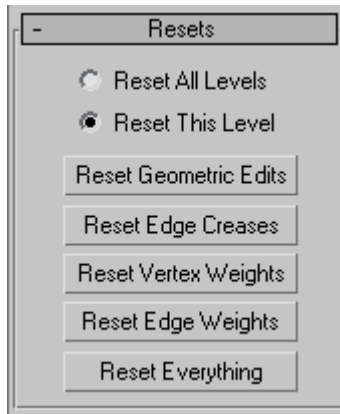 - Resets
Reset All Levels
Reset This Level
Reset Geometric Edits
Reset Edge Creases
Reset Vertex Weights
Reset Edge Weights
Reset Everything